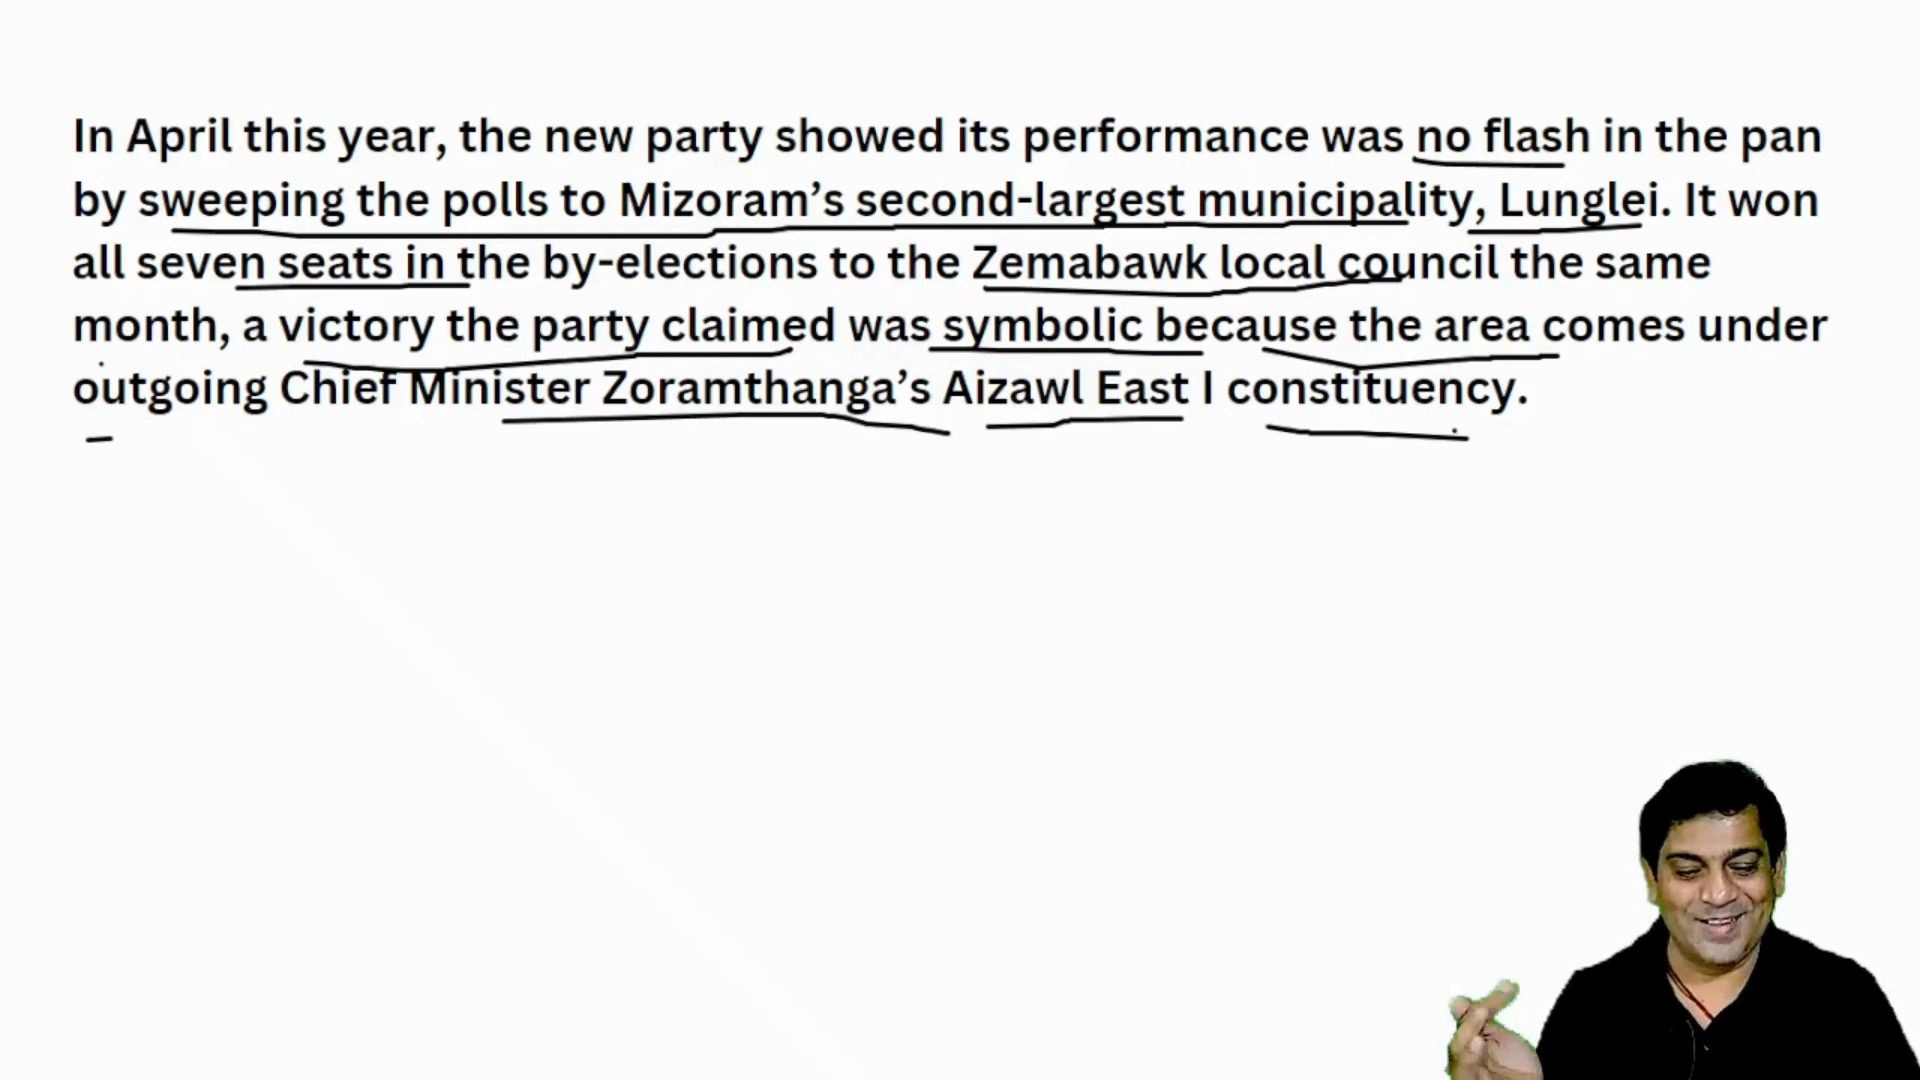 In April this year, the new party showed its performance was no flash in the pan
by sweeping the polls to Mizoram’s second-largest municipality, Lunglei. It won
all seven seats in the by-elections to the Zemabawk local council the same
month, a victory the party claimed was symbolic because the area comes under
outgoing Chief Minister Zoramthanga’s Aizawl East I constituency.